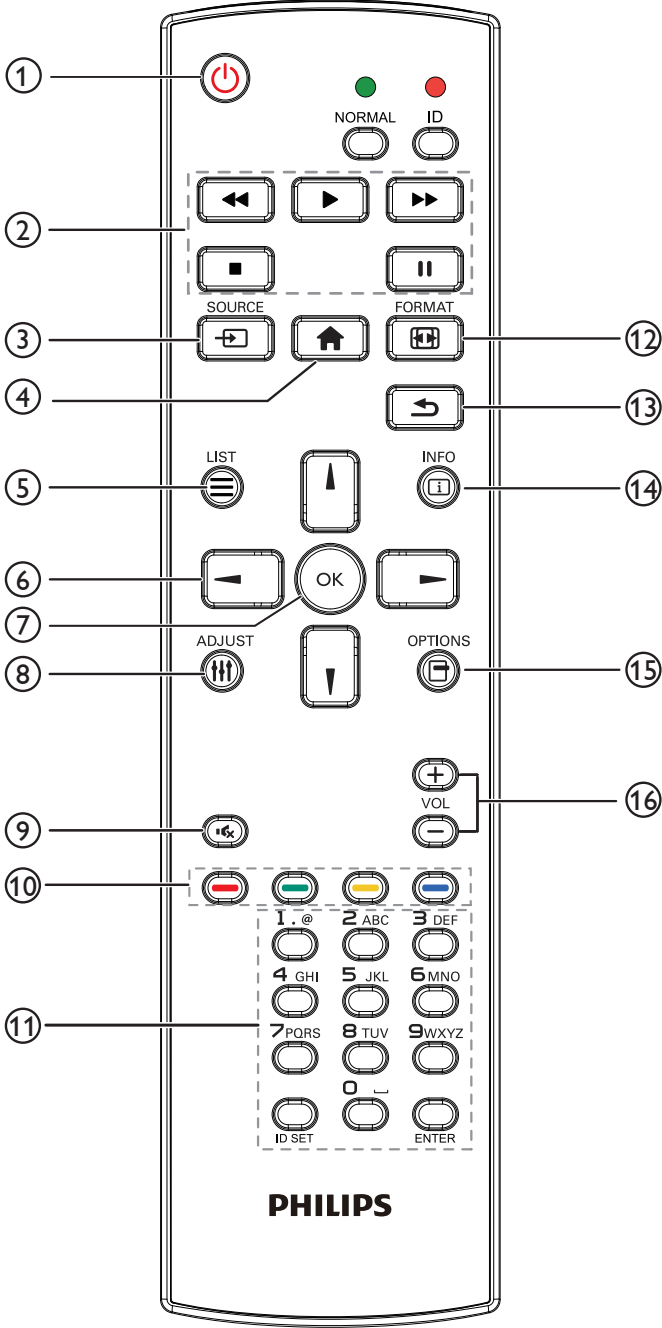 1
NORMAL ID
2
SOURCE FORMAT
3 12
4 13
LIST INFO
5 i 14
6 OK
7
ADJUST OPTIONS
8 15
+
VOL 16
9 −
10
1 . @ 2 ABC 3 DEF
4 GHI 5 JKL 6 MNO
11 7 PQRS 8 TUV 9 WXYZ
0 ⎵
ID SET ENTER
PHILIPS